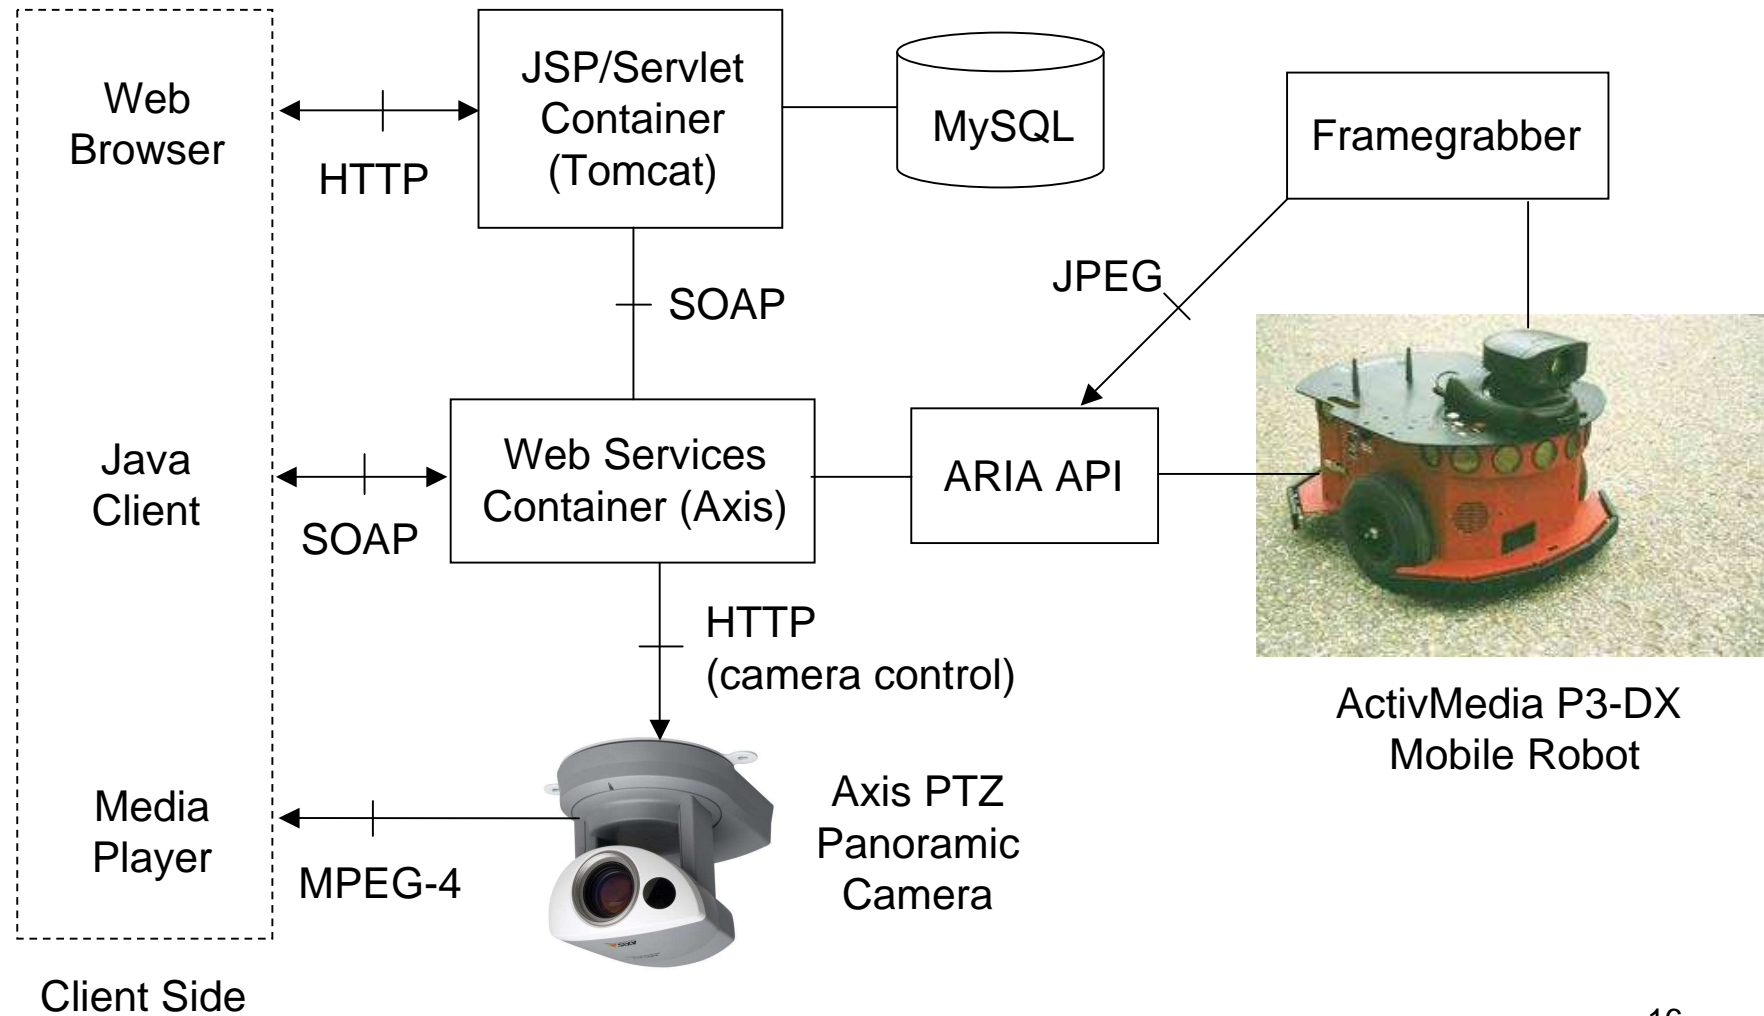 Web
Browser
HTTP
JSP/Servlet
Container
(Tomcat)
MySQL
Framegrabber
JPEG
SOAP
Java
Client
SOAP
Web Services
Container (Axis)
ARIA API
HTTP
(camera control)
ActivMedia P3-DX
Mobile Robot
Media
Player
MPEG-4
Axis PTZ
Panoramic
Camera
AXIS
Client Side
16